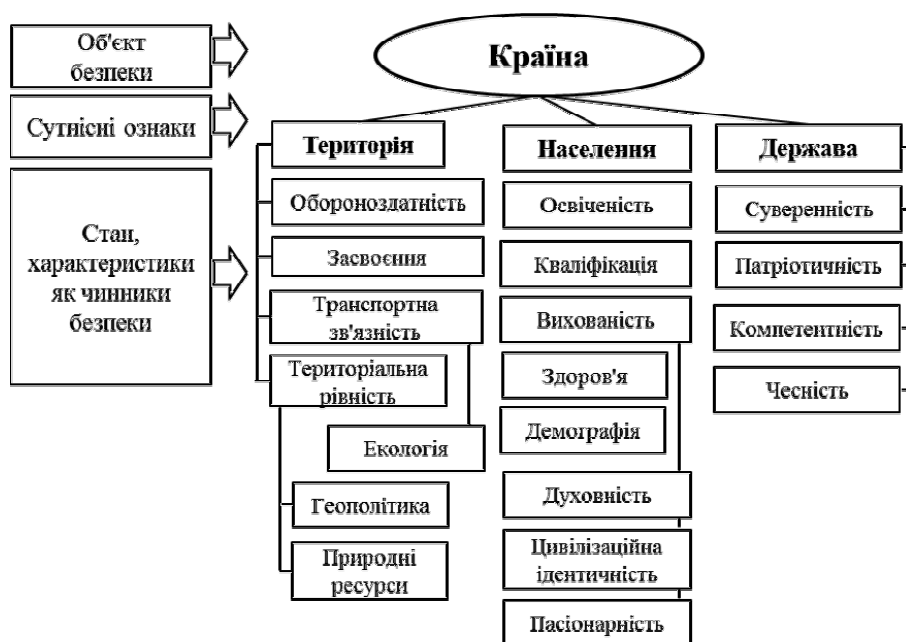 Об'єкт
безпеки
Країна
Сутнісні ознаки
Територія
Населення
Держава
Стан,
характеристики
як чинники
безпеки
Обороноздатність
Засвоєння
Транспортна
зв'язність
Територіальна
рівність
Екологія
Геополітика
Природні
ресурси
Освіченість
Кваліфікація
Вихованість
Здоров'я
Демографія
Духовність
Цивілізаційна
ідентичність
Пасіонарність
Суверенність
Патріотичність
Компетентність
Чесність